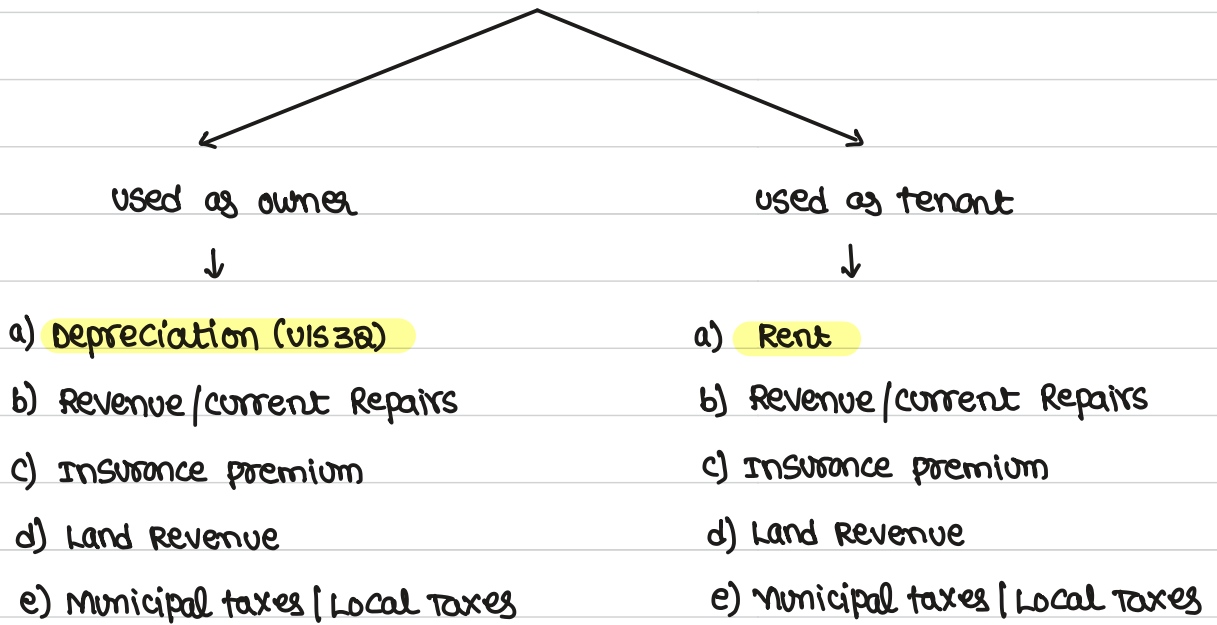 used as owner
↓
a) Depreciation (U/S 32)
b) Revenue/current Repairs
c) Insurance premium
d) Land Revenue
e) Municipal taxes | Local Taxes
used as tenant
↓
a) Rent
b) Revenue/current Repairs
c) Insurance premium
d) Land Revenue
e) Municipal taxes | Local Taxes